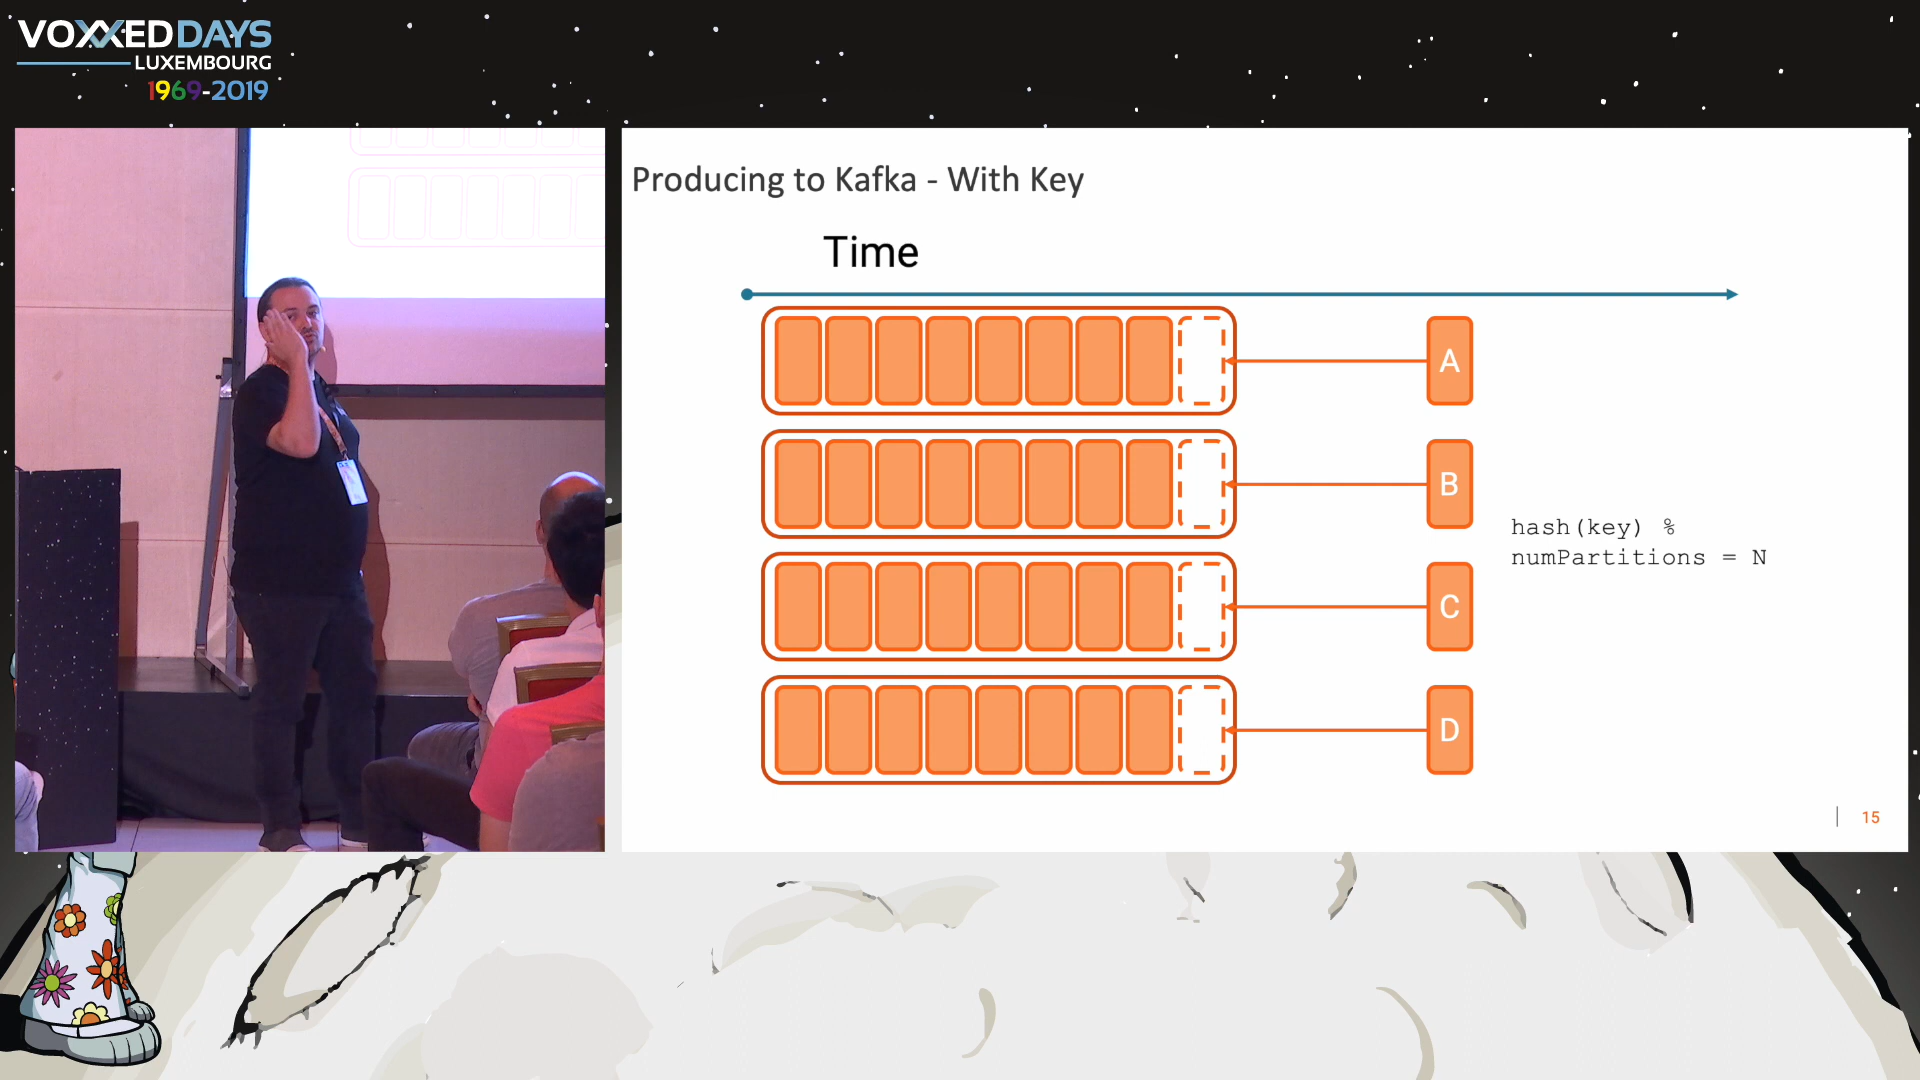 VOXXEDDAYS
LUXEMBOURG
1969-2019
Producing to Kafka - With Key
Time
A
B
hash(key) %
numPartitions = N
C
D
15